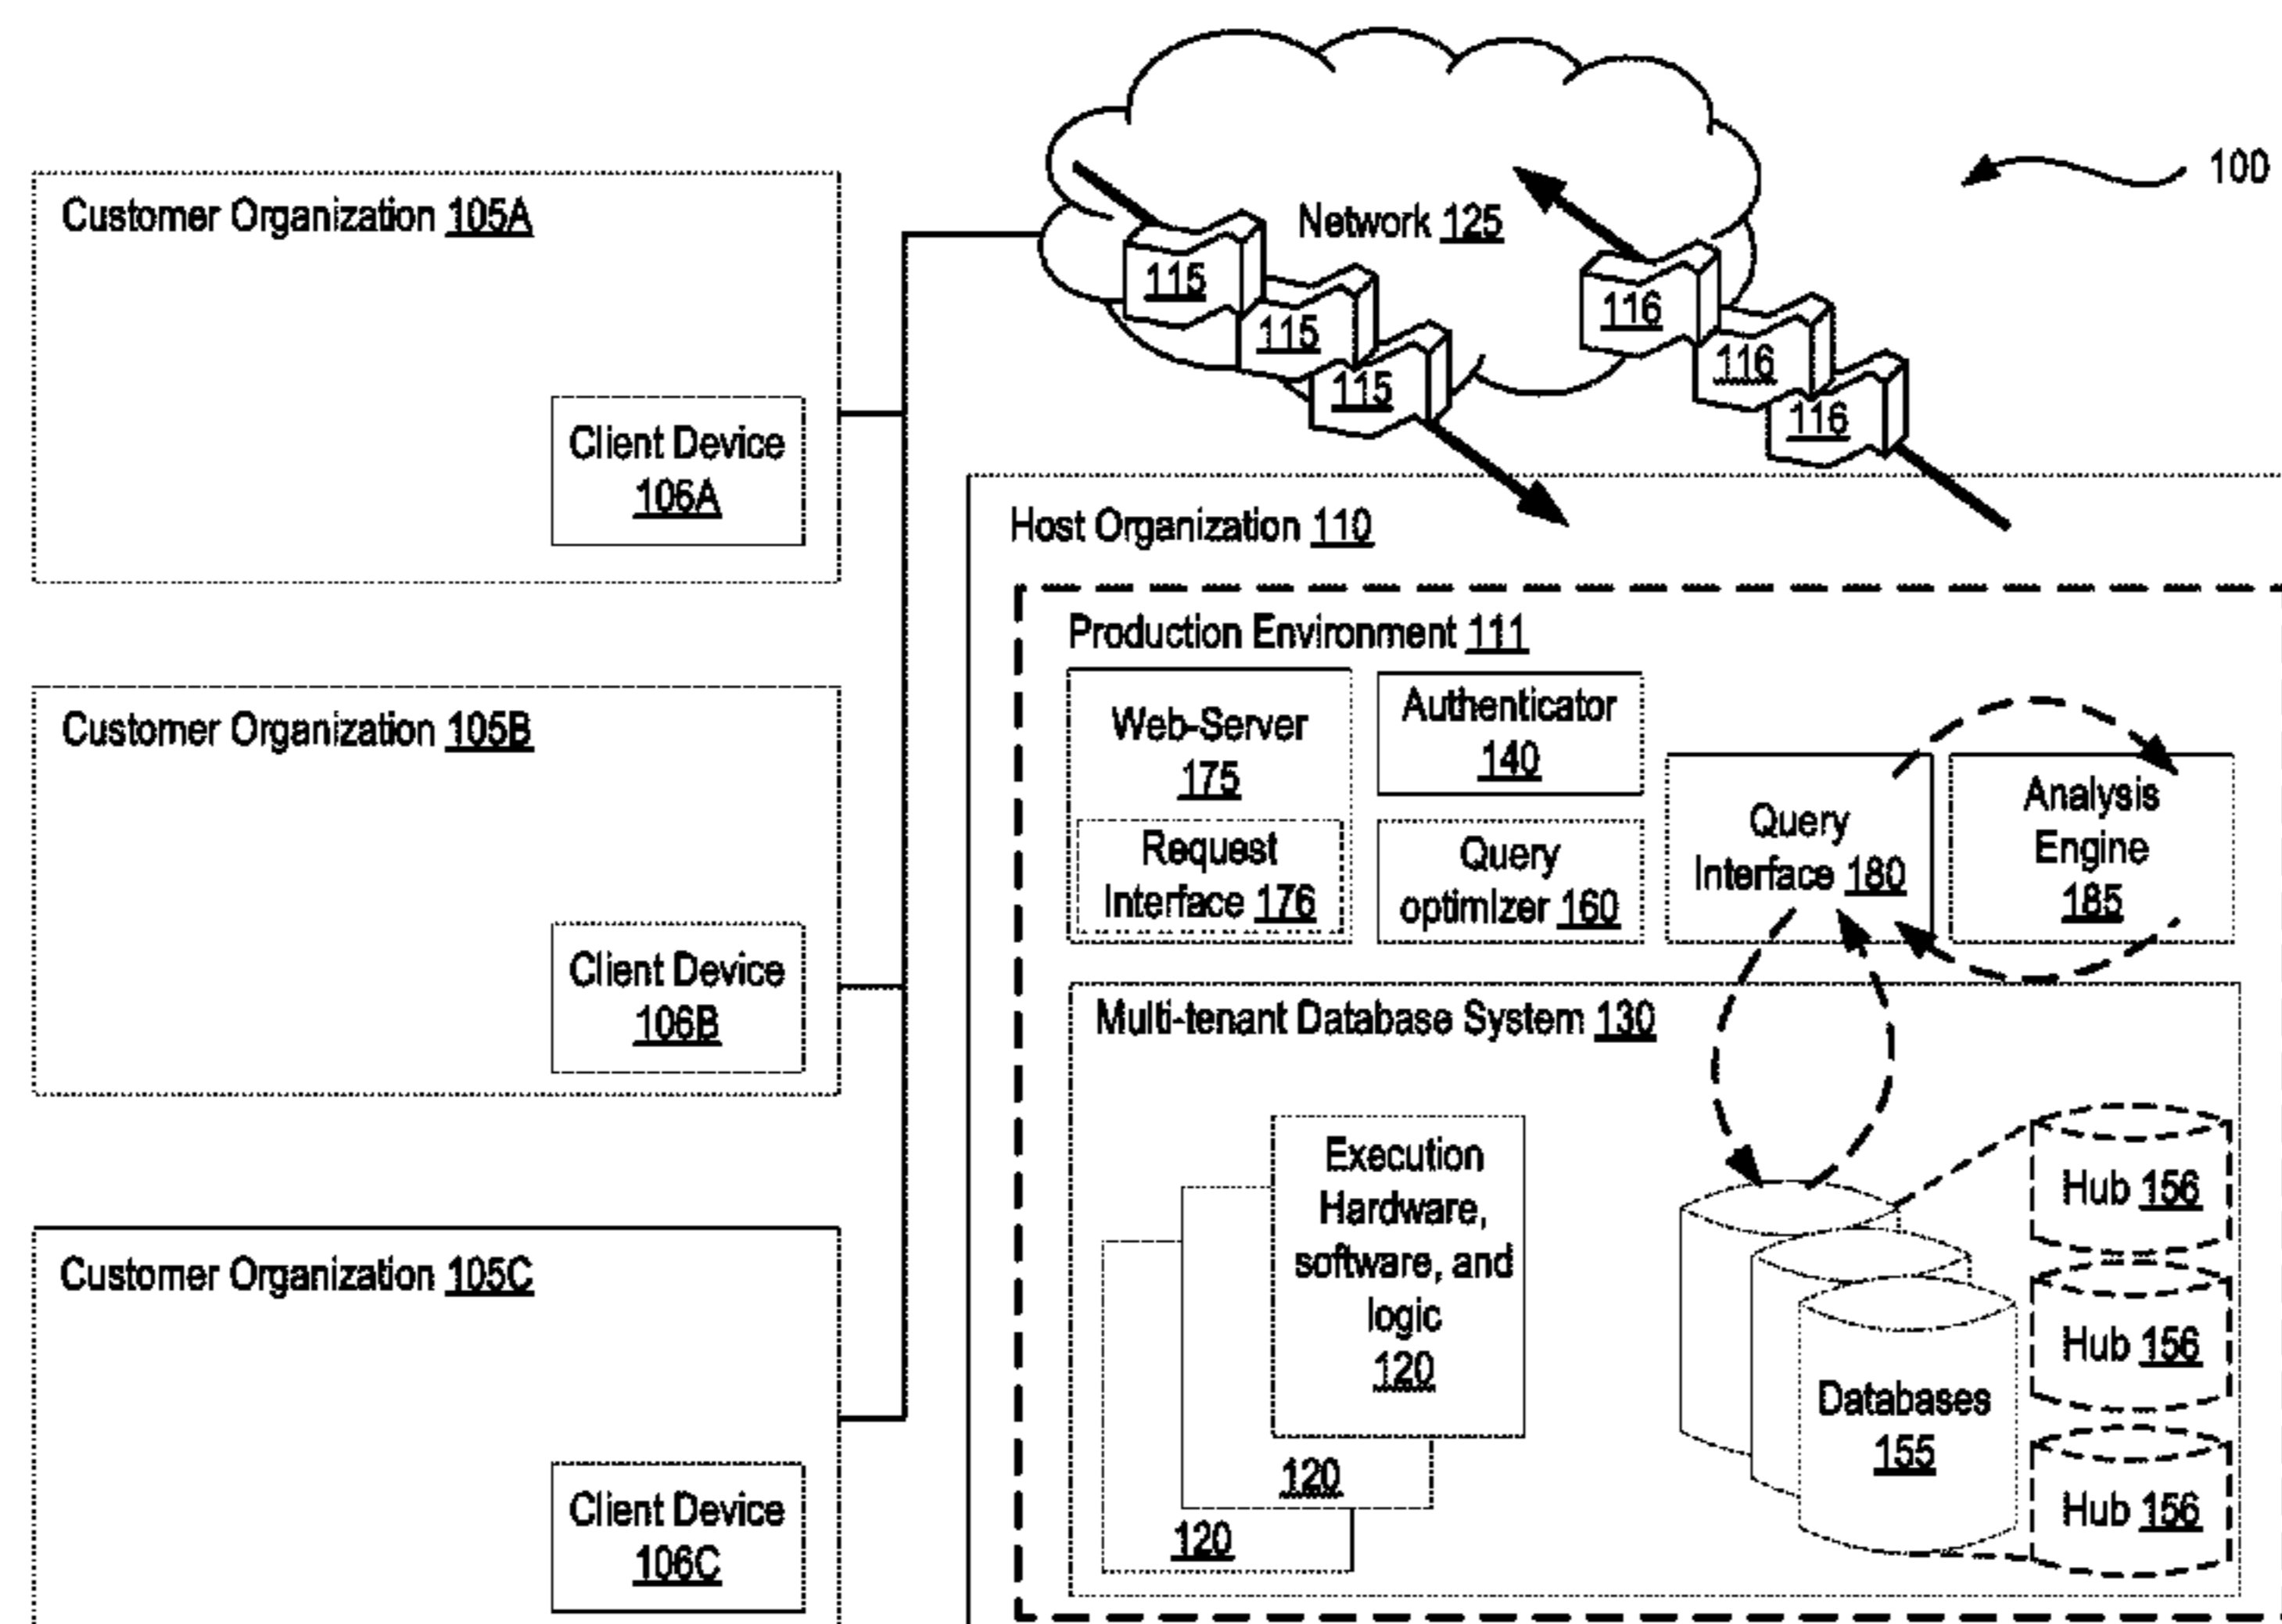 100
Network 125
115
115
115
116
116
116
Customer Organization 105A
Client Device
106A
Customer Organization 105B
Client Device
106B
Customer Organization 105C
Client Device
106C
Host Organization 110
Production Environment 111
Web-Server
175
Request
Interface 176
Authenticator
140
Query
optimizer 160
Query
Interface 180
Analysis
Engine
185
Multi-tenant Database System 130
Execution
Hardware,
software, and
logic
120
120
120
Databases
155
Hub 156
Hub 156
Hub 156